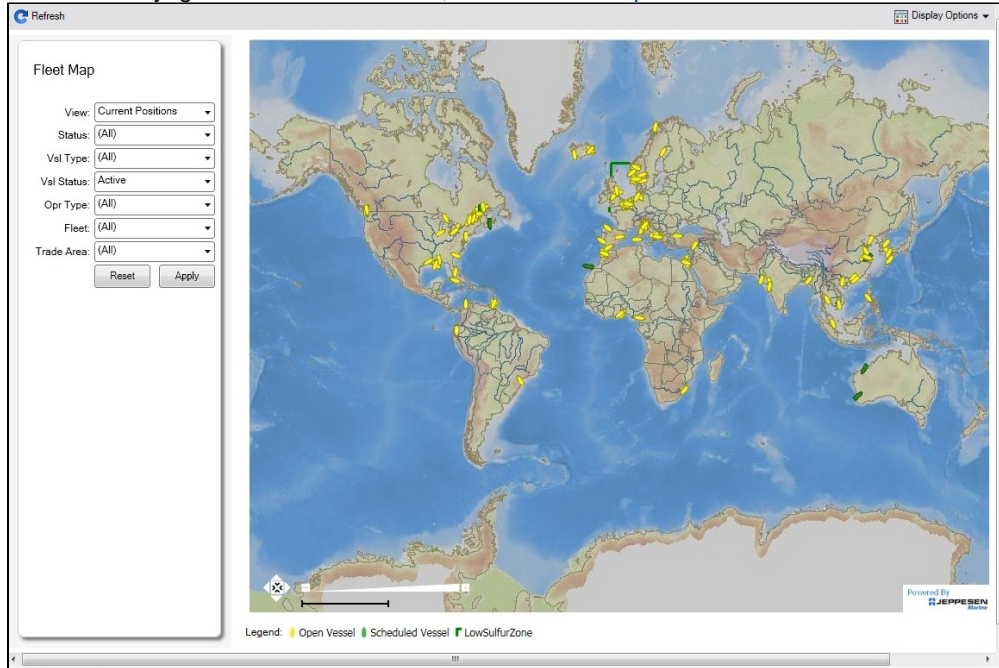 Refresh
Display Options
Fleet Map
View: Current Positions
Status: (All)
Vsl Type: (All)
Vsl Status: Active
Opr Type: (All)
Fleet: (All)
Trade Area: (All)
Reset Apply
Powered By
JEPPESEN
Marine
Legend: Open Vessel Scheduled Vessel LowSulfurZone